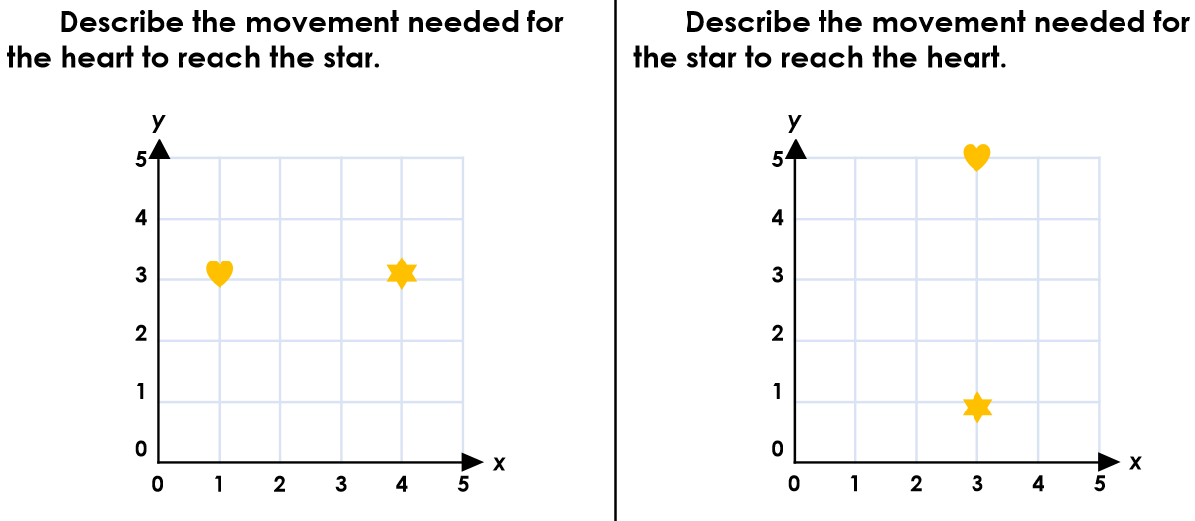 Describe the movement needed for
the heart to reach the star.
y
5
4
3
2
1
0
0 1 2 3 4 5
x
Describe the movement needed for
the star to reach the heart.
y
5
4
3
2
1
0
0 1 2 3 4 5
x